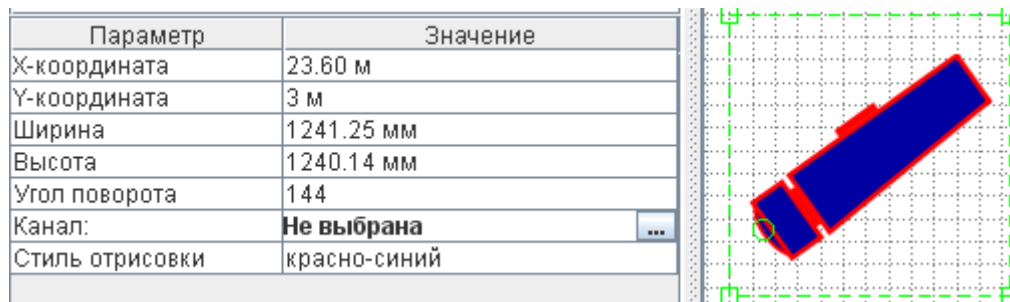 Параметр Значение
X-координата 23.60 м
Y-координата 3 м
Ширина 1241.25 мм
Высота 1240.14 мм
Угол поворота 144
Канал: Не выбрана ...
Стиль отрисовки красно-синий